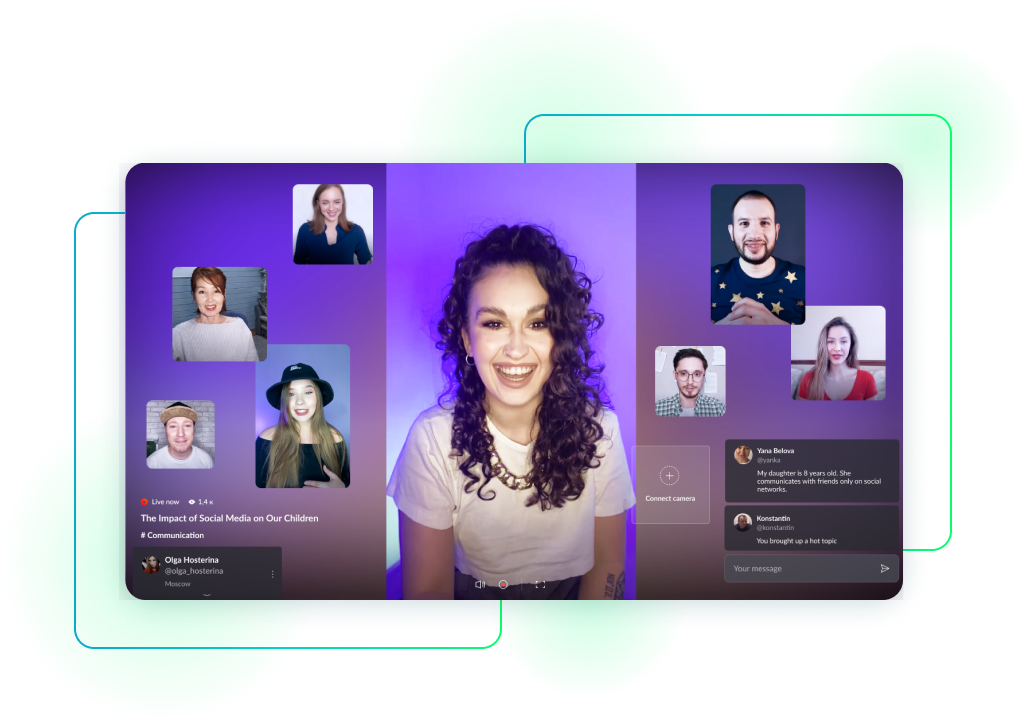 Live now 1,4 к
The Impact of Social Media on Our Children
# Communication
Olga Hosterina
@olga_hosterina
Moscow
Connect camera
Yana Belova
@yanka
My daughter is 8 years old. She
communicates with friends only on social
networks.
Konstantin
@konstantin
You brought up a hot topic
Your message